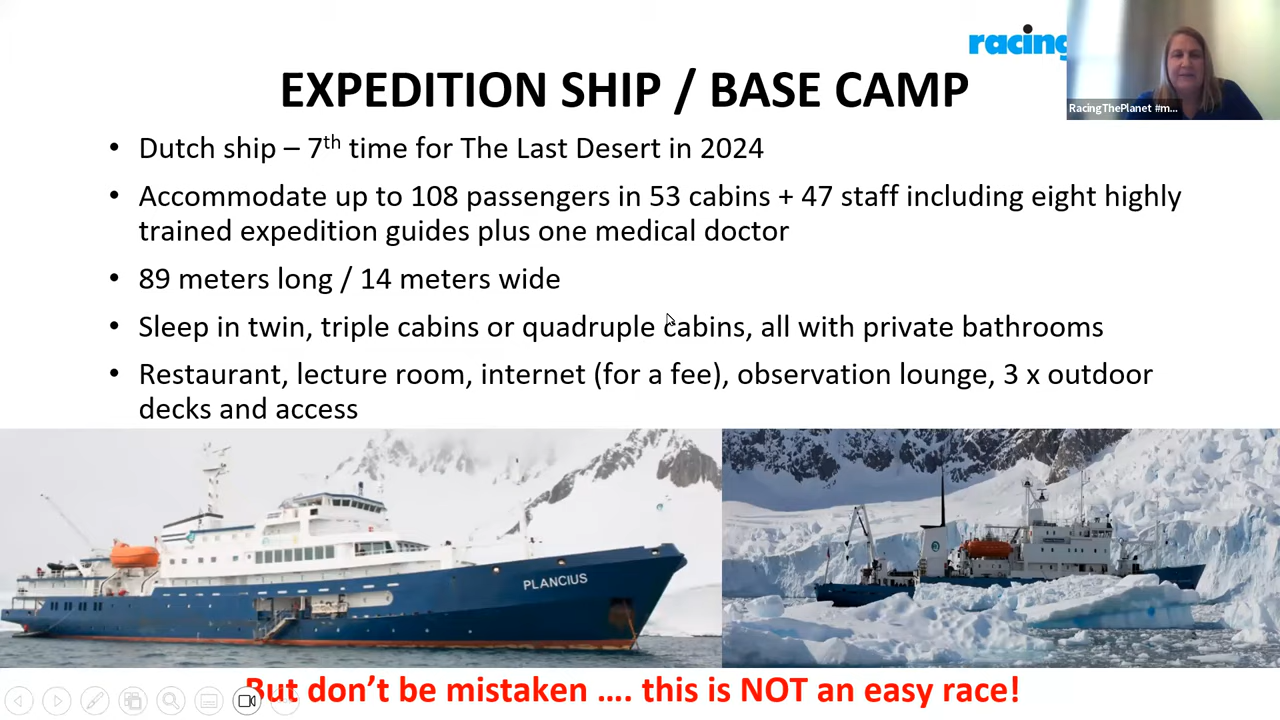 racing
EXPEDITION SHIP / BASE CAMP
RacingThePlanet #m...
• Dutch ship – 7th time for The Last Desert in 2024
• Accommodate up to 108 passengers in 53 cabins + 47 staff including eight highly
trained expedition guides plus one medical doctor
• 89 meters long / 14 meters wide
• Sleep in twin, triple cabins or quadruple cabins, all with private bathrooms
• Restaurant, lecture room, internet (for a fee), observation lounge, 3 x outdoor
decks and access
PLANCIUS
But don’t be mistaken .... this is NOT an easy race!